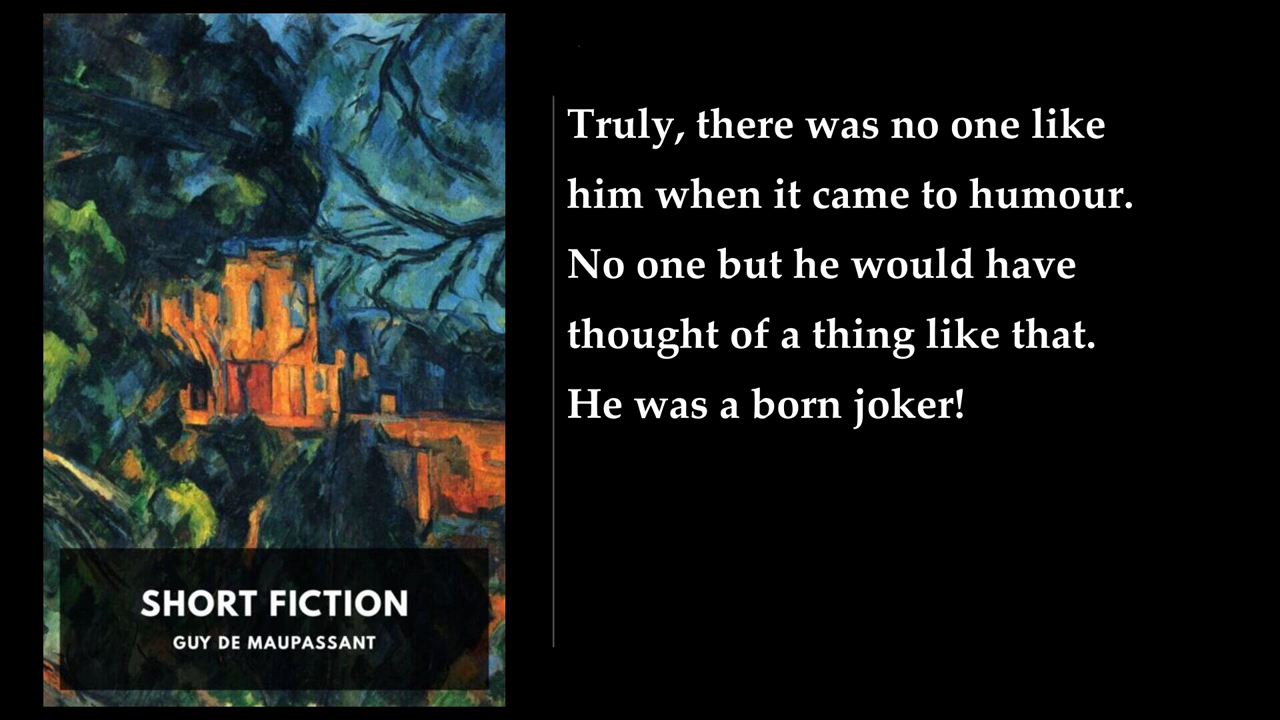 Truly, there was no one like
him when it came to humour.
No one but he would have
thought of a thing like that.
He was a born joker!
SHORT FICTION
GUY DE MAUPASSANT